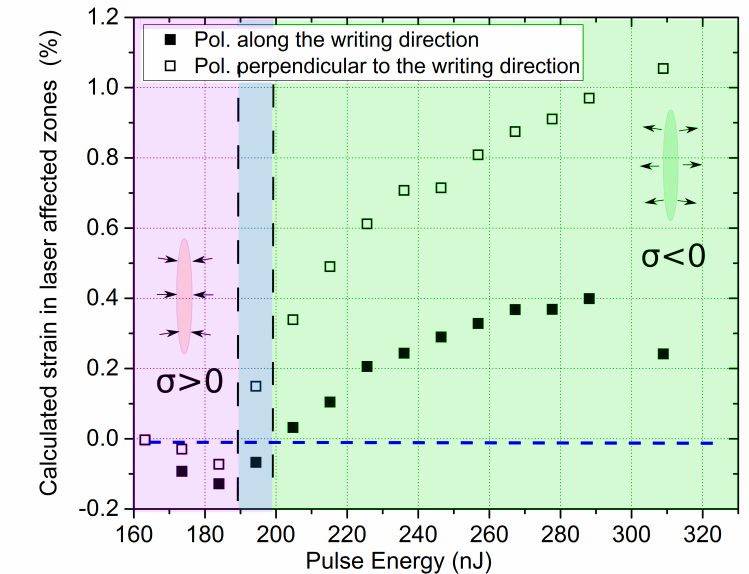 Calculated strain in laser affected zones (%)
1.2
1.0
0.8
0.6
0.4
0.2
0.0
-0.2
Pol. along the writing direction
Pol. perpendicular to the writing direction
σ<0
σ>0
160 180 200 220 240 260 280 300 320
Pulse Energy (nJ)